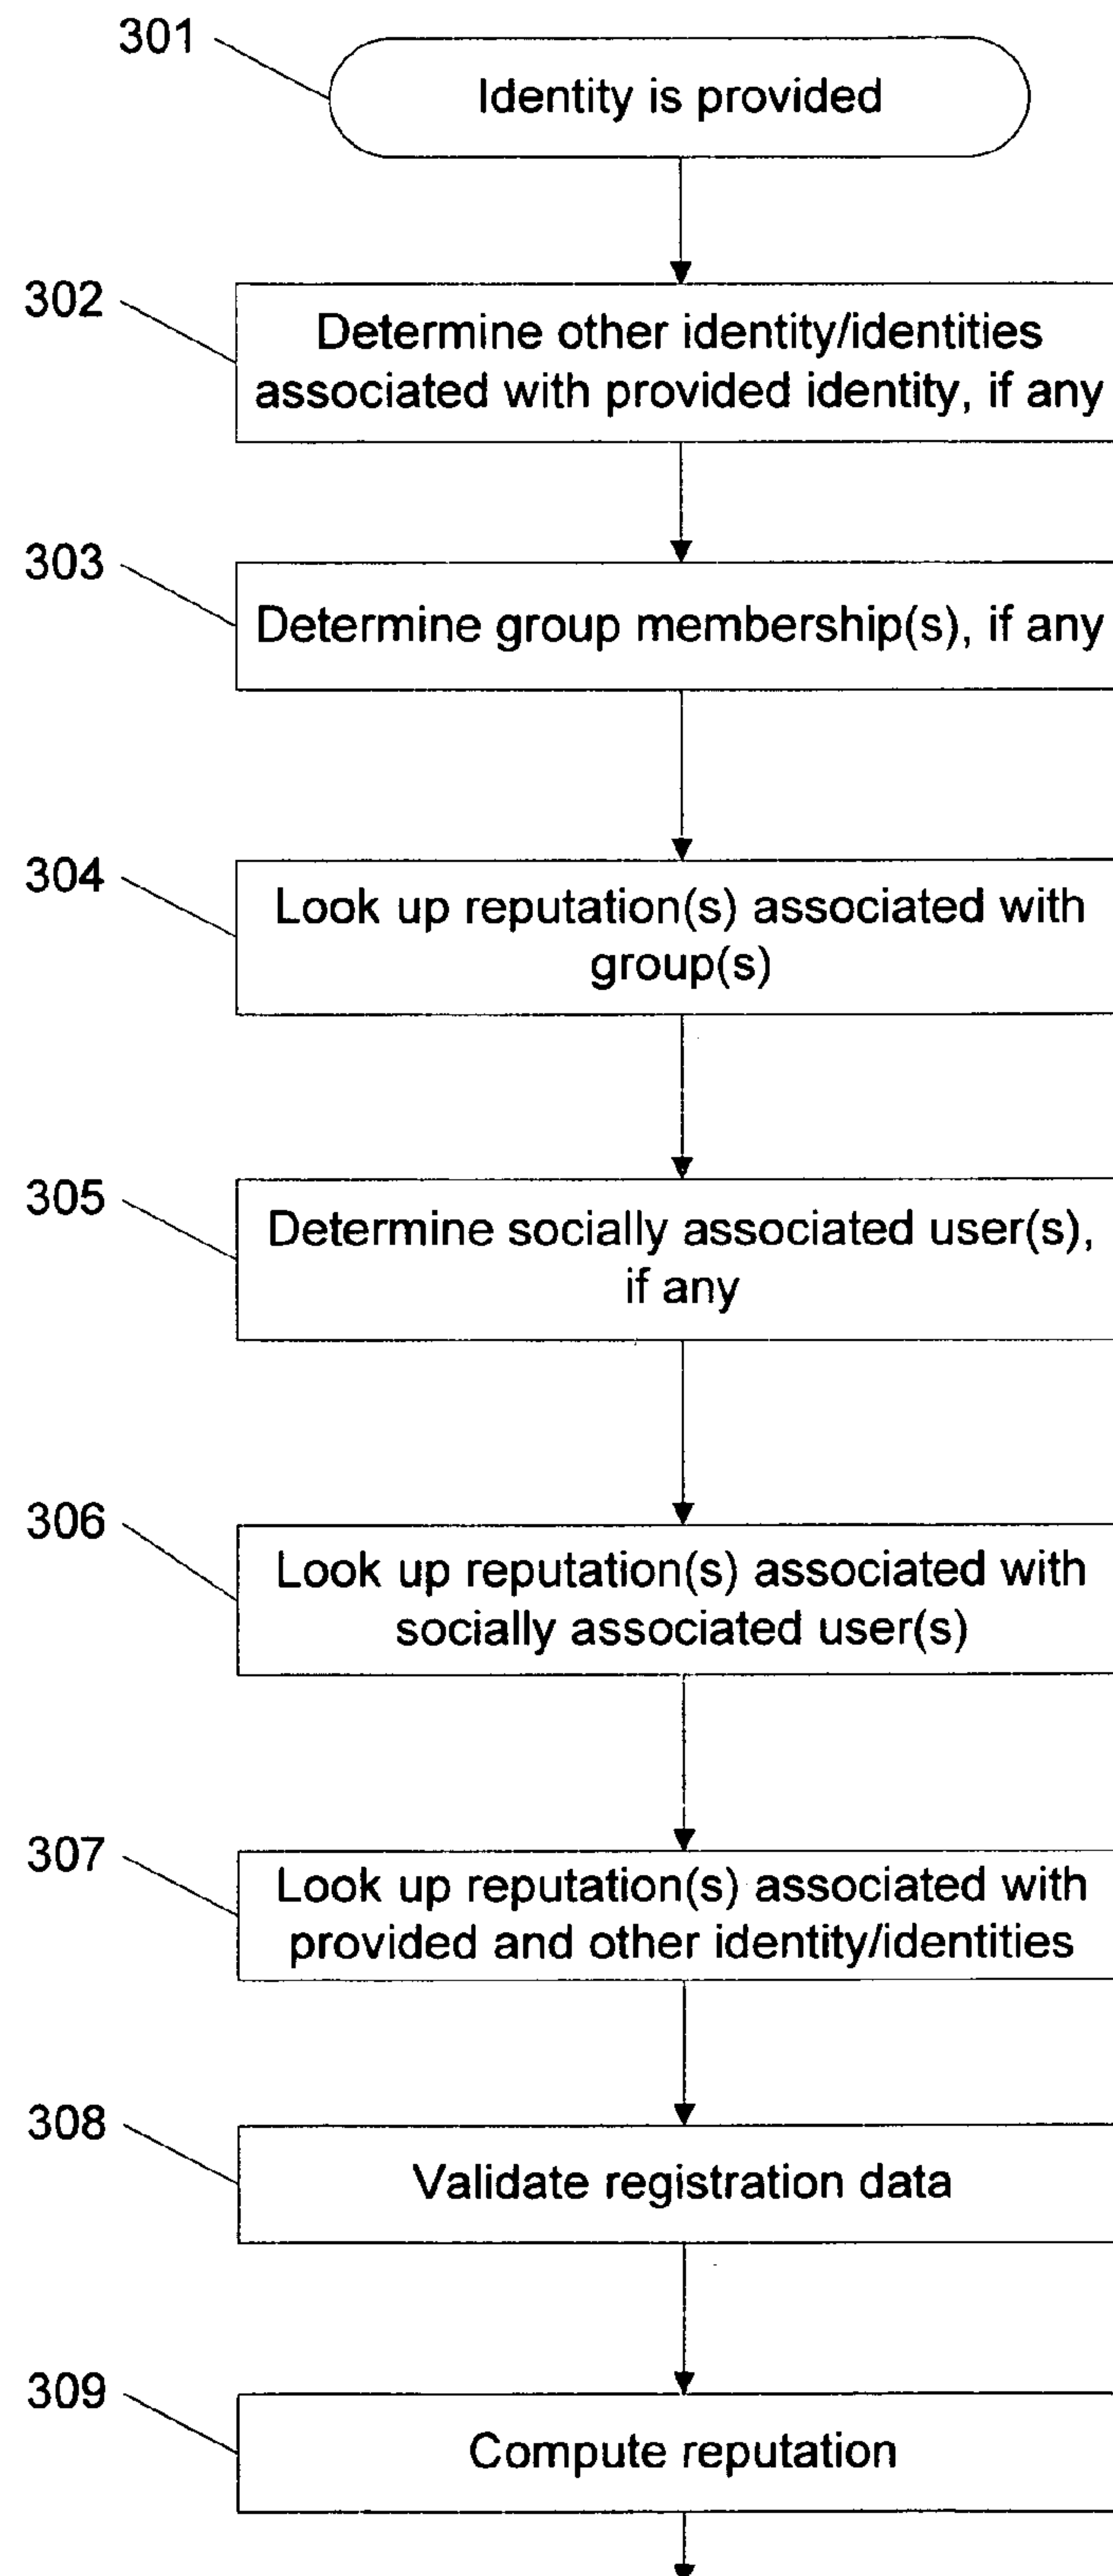 301
Identity is provided
302
Determine other identity/identities
associated with provided identity, if any
303
Determine group membership(s), if any
304
Look up reputation(s) associated with
group(s)
305
Determine socially associated user(s),
if any
306
Look up reputation(s) associated with
socially associated user(s)
307
Look up reputation(s) associated with
provided and other identity/identities
308
Validate registration data
309
Compute reputation